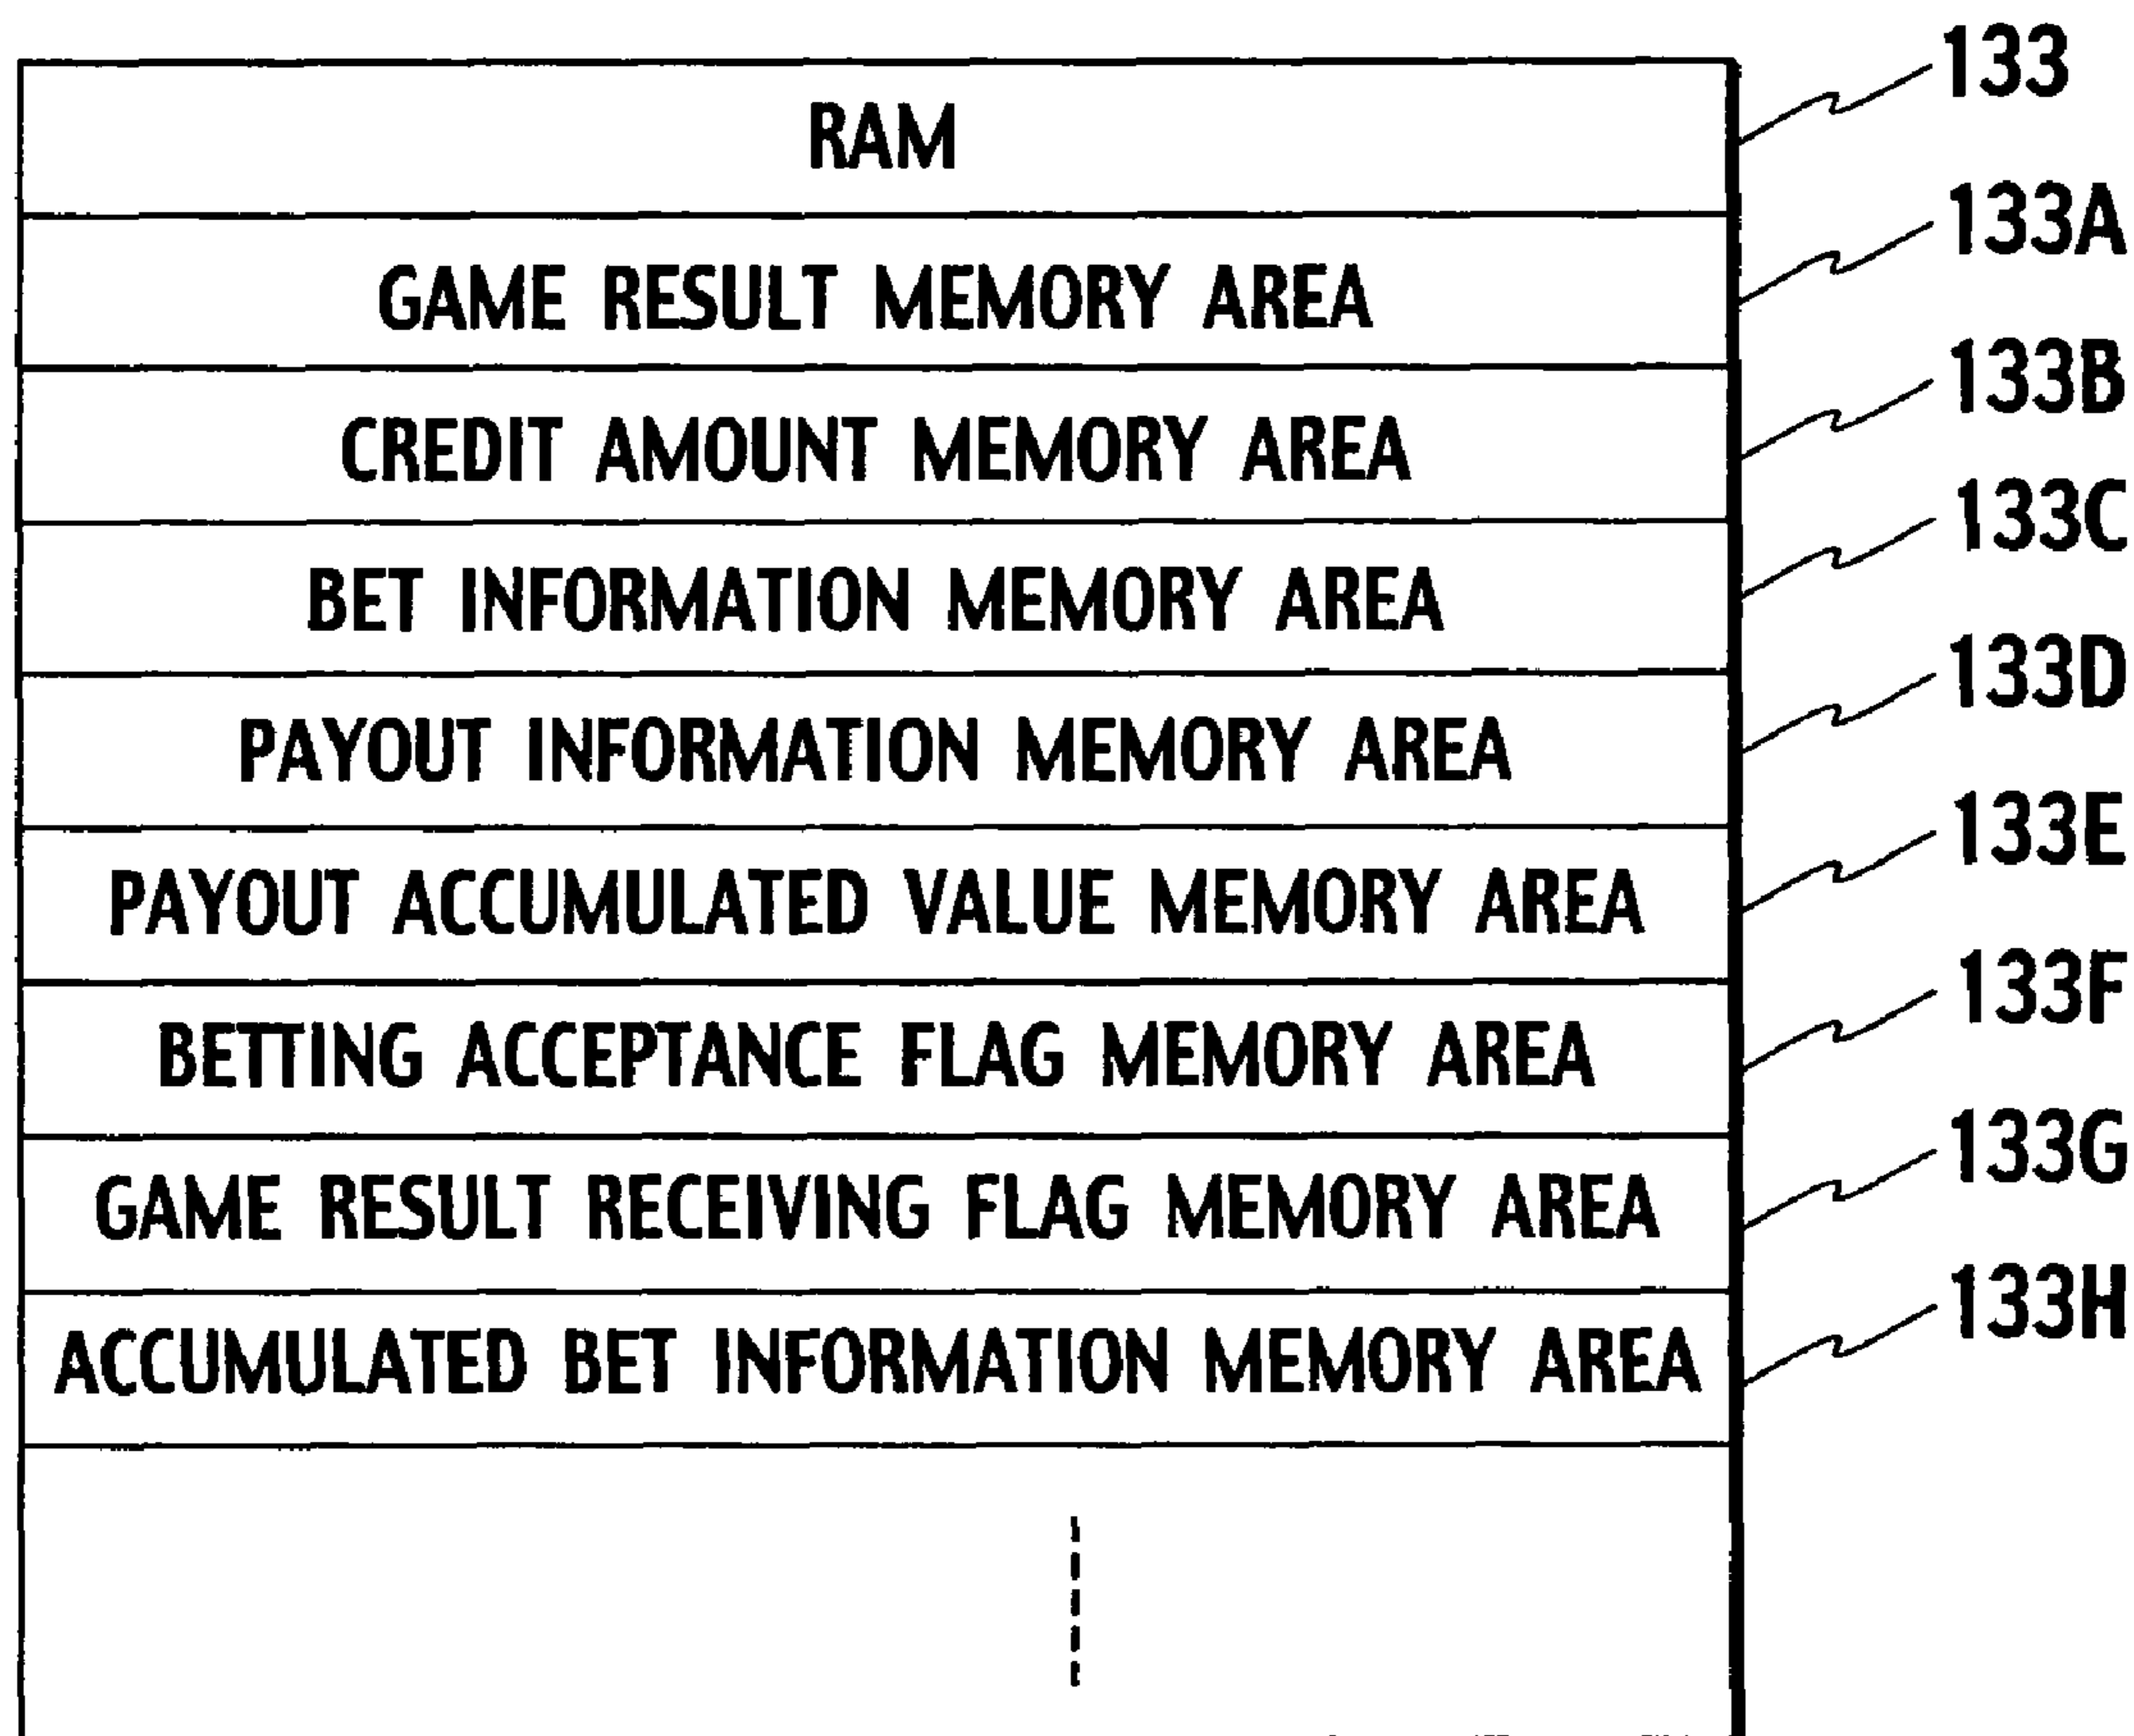 RAM 133
GAME RESULT MEMORY AREA 133A
CREDIT AMOUNT MEMORY AREA 133B
BET INFORMATION MEMORY AREA 133C
PAYOUT INFORMATION MEMORY AREA 133D
PAYOUT ACCUMULATED VALUE MEMORY AREA 133E
BETTING ACCEPTANCE FLAG MEMORY AREA 133F
GAME RESULT RECEIVING FLAG MEMORY AREA 133G
ACCUMULATED BET INFORMATION MEMORY AREA 133H